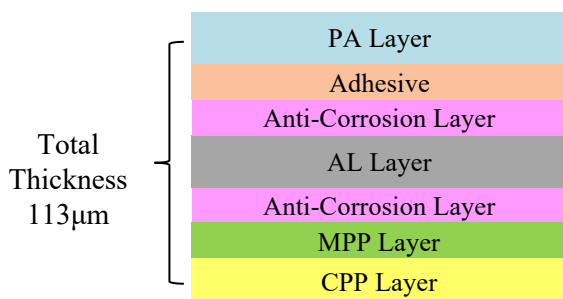 PA Layer
Adhesive
Anti-Corrosion Layer
AL Layer
Anti-Corrosion Layer
MPP Layer
CPP Layer
Total
Thickness
113μm